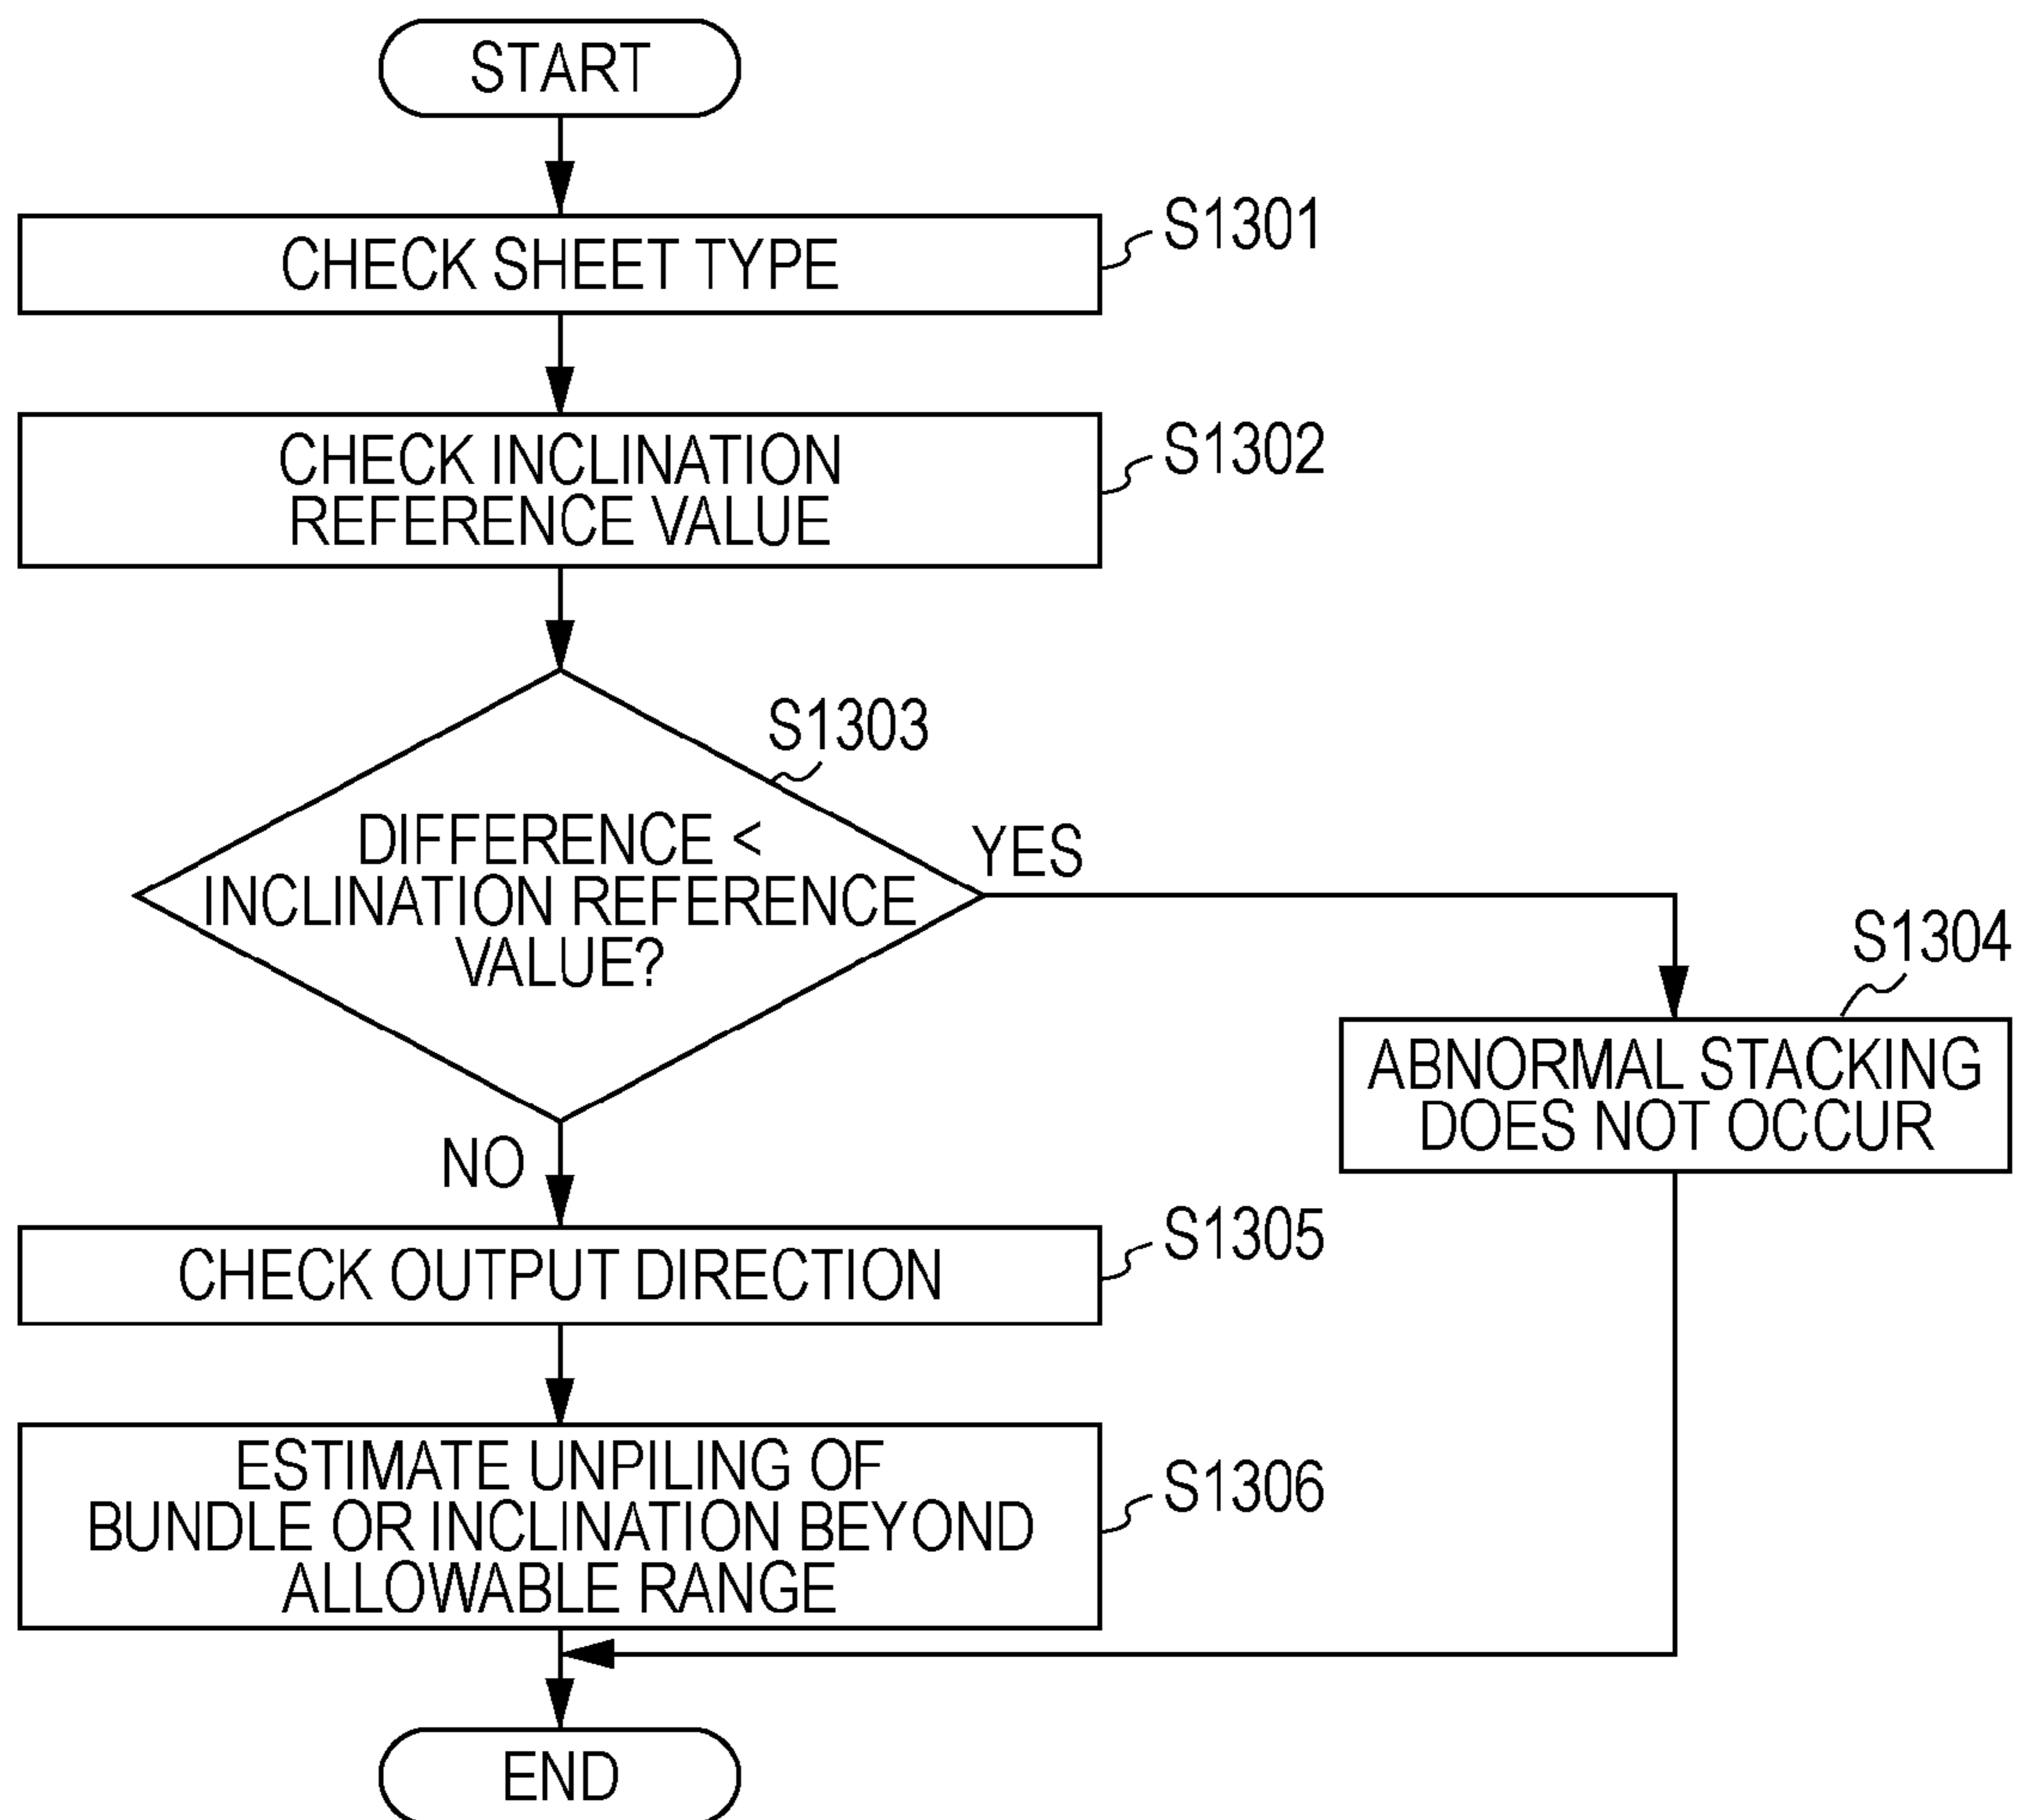 START
CHECK SHEET TYPE
S1301
CHECK INCLINATION
REFERENCE VALUE
S1302
S1303
DIFFERENCE <
INCLINATION REFERENCE
VALUE?
YES
S1304
ABNORMAL STACKING
DOES NOT OCCUR
NO
CHECK OUTPUT DIRECTION
S1305
ESTIMATE UNPILING OF
BUNDLE OR INCLINATION BEYOND
ALLOWABLE RANGE
S1306
END